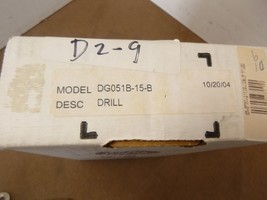 D2-9
MODEL DG051B-15-B 10/20/04
DESC DRILL